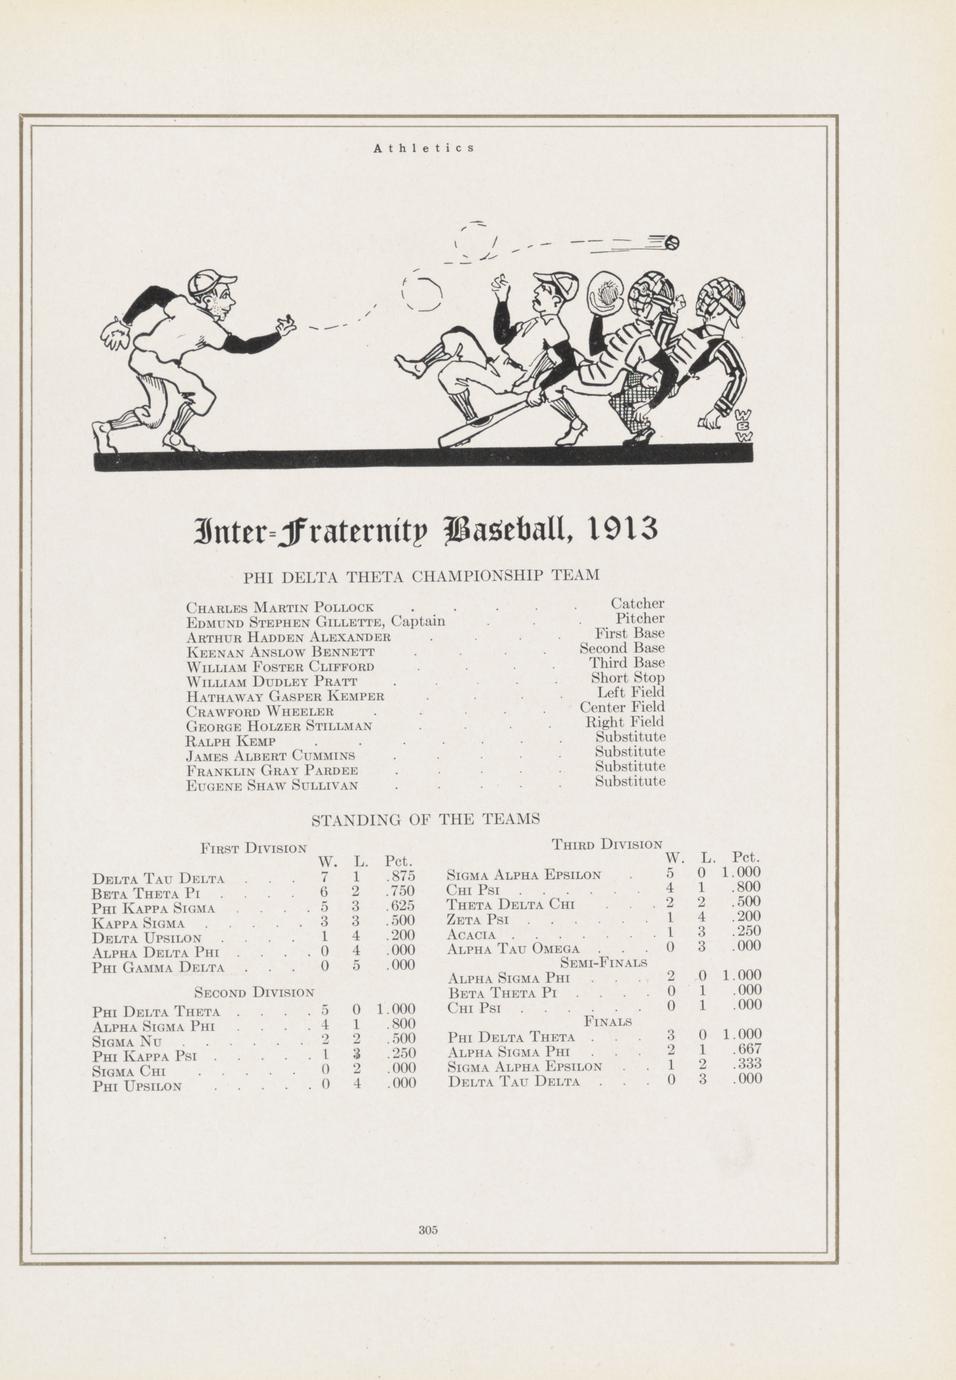 Athletics
W
B
W
Inter-Fraternity Baseball, 1913
PHI DELTA THETA CHAMPIONSHIP TEAM
CHARLES MARTIN POLLOCK . . . . . Catcher
EDMUND STEPHEN GILLETTE, Captain . . . Pitcher
ARTHUR HADDEN ALEXANDER . . . . First Base
KEENAN ANSLOW BENNETT . . . . Second Base
WILLIAM FOSTER CLIFFORD . . . . Third Base
WILLIAM DUDLEY PRATT . . . . . Short Stop
HATHAWAY GASPER KEMPER . . . . Left Field
CRAWFORD WHEELER . . . . . Center Field
GEORGE HOLZER STILLMAN . . . . Right Field
RALPH KEMP . . . . . . . Substitute
JAMES ALBERT CUMMINS . . . . . Substitute
FRANKLIN GRAY PARDEE . . . . . Substitute
EUGENE SHAW SULLIVAN . . . . . Substitute
STANDING OF THE TEAMS
FIRST DIVISION
W. L. Pct.
DELTA TAU DELTA . . . 7 1 .875
BETA THETA PI . . . . 6 2 .750
PHI KAPPA SIGMA . . . . 5 3 .625
KAPPA SIGMA . . . . . 3 3 .500
DELTA UPSILON . . . . 1 4 .200
ALPHA DELTA PHI . . . . 0 4 .000
PHI GAMMA DELTA . . . 0 5 .000
SECOND DIVISION
PHI DELTA THETA . . . . 5 0 1.000
ALPHA SIGMA PHI . . . . 4 1 .800
SIGMA NU . . . . . . 2 2 .500
PHI KAPPA PSI . . . . . 1 3 .250
SIGMA CHI . . . . . 0 2 .000
PHI UPSILON . . . . . 0 4 .000
THIRD DIVISION
W. L. Pct.
SIGMA ALPHA EPSILON . 5 0 1.000
CHI PSI . . . . . . 4 1 .800
THETA DELTA CHI . . . 2 2 .500
ZETA PSI . . . . . . 1 4 .200
ACACIA . . . . . . . 1 3 .250
ALPHA TAU OMEGA . . . 0 3 .000
SEMI-FINALS
ALPHA SIGMA PHI . . . 2 0 1.000
BETA THETA PI . . . . 0 1 .000
CHI PSI . . . . . . 0 1 .000
FINALS
PHI DELTA THETA . . . 3 0 1.000
ALPHA SIGMA PHI . . . 2 1 .667
SIGMA ALPHA EPSILON . . 1 2 .333
DELTA TAU DELTA . . . 0 3 .000
305